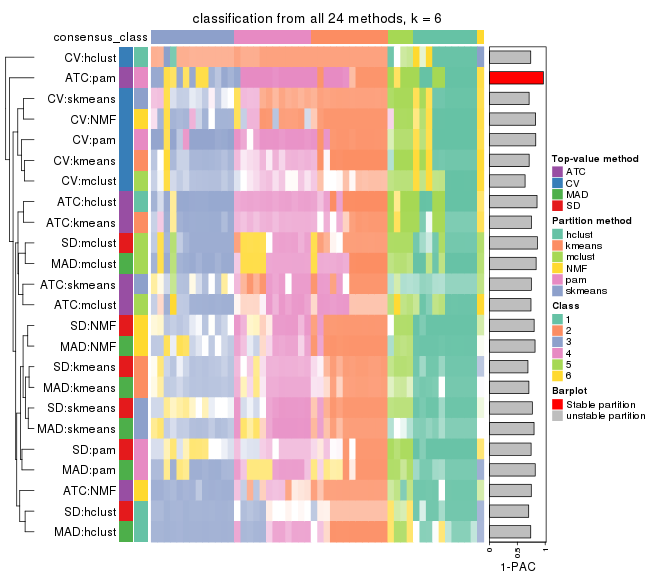 classification from all 24 methods, k = 6
consensus_class
CV:hclust
ATC:pam
CV:skmeans
CV:NMF
CV:pam
CV:kmeans
CV:mclust
ATC:hclust
ATC:kmeans
SD:mclust
MAD:mclust
ATC:skmeans
ATC:mclust
SD:NMF
MAD:NMF
SD:kmeans
MAD:kmeans
SD:skmeans
MAD:skmeans
SD:pam
MAD:pam
ATC:NMF
SD:hclust
MAD:hclust
0
0.5
1
1-PAC
Top-value method
ATC
CV
MAD
SD
Partition method
hclust
kmeans
mclust
NMF
pam
skmeans
Class
1
2
3
4
5
6
Barplot
Stable partition
unstable partition